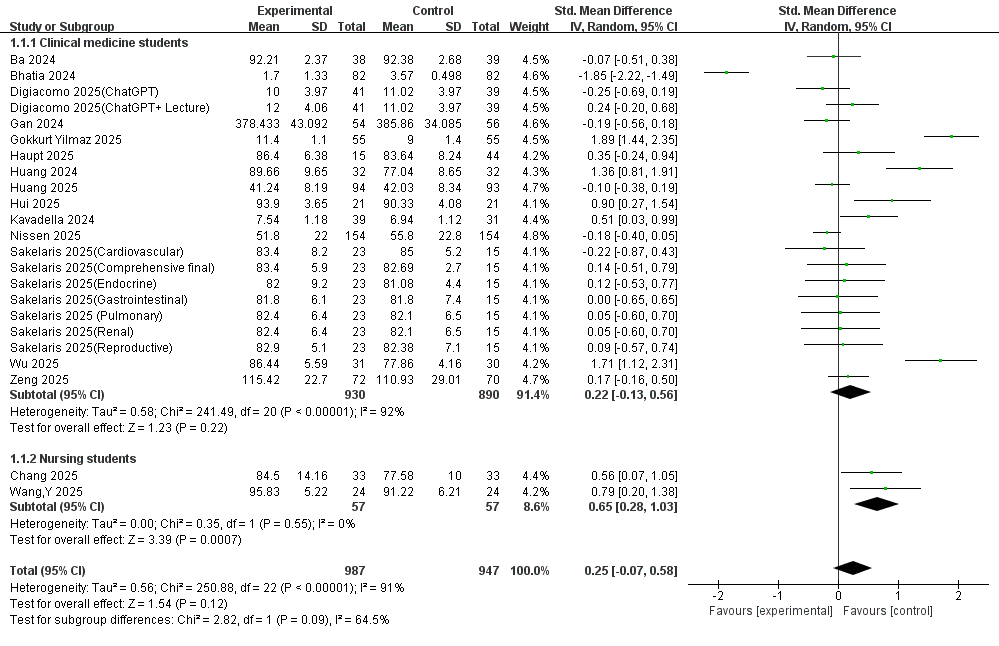 Experimental Control Std. Mean Difference Std. Mean Difference
Study or Subgroup Mean SD Total Mean SD Total Weight IV, Random, 95% CI IV, Random, 95% CI
1.1.1 Clinical medicine students
Ba 2024 92.21 2.37 38 92.38 2.68 39 4.5% -0.07 [-0.51, 0.38]
Bhatia 2024 1.7 1.33 82 3.57 0.498 82 4.6% -1.85 [-2.22, -1.49]
Digiacomo 2025(ChatGPT) 10 3.97 41 11.02 3.97 39 4.5% -0.25 [-0.69, 0.19]
Digiacomo 2025(ChatGPT+ Lecture) 12 4.06 41 11.02 3.97 39 4.5% 0.24 [-0.20, 0.68]
Gan 2024 378.433 43.092 54 385.86 34.085 56 4.6% -0.19 [-0.56, 0.18]
Gokkurt Yilmaz 2025 11.4 1.1 55 9 1.4 55 4.5% 1.89 [1.44, 2.35]
Haupt 2025 86.4 6.38 15 83.64 8.24 44 4.2% 0.35 [-0.24, 0.94]
Huang 2024 89.66 9.65 32 77.04 8.65 32 4.3% 1.36 [0.81, 1.91]
Huang 2025 41.24 8.19 94 42.03 8.34 93 4.7% -0.10 [-0.38, 0.19]
Hui 2025 93.9 3.65 21 90.33 4.08 21 4.1% 0.90 [0.27, 1.54]
Kavadella 2024 7.54 1.18 39 6.94 1.12 31 4.4% 0.51 [0.03, 0.99]
Nissen 2025 51.8 22 154 55.8 22.8 154 4.8% -0.18 [-0.40, 0.05]
Sakelaris 2025(Cardiovascular) 83.4 8.2 23 85 5.2 15 4.1% -0.22 [-0.87, 0.43]
Sakelaris 2025(Comprehensive final) 83.4 5.9 23 82.69 2.7 15 4.1% 0.14 [-0.51, 0.79]
Sakelaris 2025(Endocrine) 82 9.2 23 81.08 4.4 15 4.1% 0.12 [-0.53, 0.77]
Sakelaris 2025(Gastrointestinal) 81.8 6.1 23 81.8 7.4 15 4.1% 0.00 [-0.65, 0.65]
Sakelaris 2025 (Pulmonary) 82.4 6.4 23 82.1 6.5 15 4.1% 0.05 [-0.60, 0.70]
Sakelaris 2025(Renal) 82.4 6.4 23 82.1 6.5 15 4.1% 0.05 [-0.60, 0.70]
Sakelaris 2025(Reproductive) 82.9 5.1 23 82.38 7.1 15 4.1% 0.09 [-0.57, 0.74]
Wu 2025 86.44 5.59 31 77.86 4.16 30 4.2% 1.71 [1.12, 2.31]
Zeng 2025 115.42 22.7 72 110.93 29.01 70 4.7% 0.17 [-0.16, 0.50]
Subtotal (95% CI) 930 890 91.4% 0.22 [-0.13, 0.56]
Heterogeneity: Tau² = 0.58; Chi² = 241.49, df = 20 (P < 0.00001); I² = 92%
Test for overall effect: Z = 1.23 (P = 0.22)
1.1.2 Nursing students
Chang 2025 84.5 14.16 33 77.58 10 33 4.4% 0.56 [0.07, 1.05]
Wang,Y 2025 95.83 5.22 24 91.22 6.21 24 4.2% 0.79 [0.20, 1.38]
Subtotal (95% CI) 57 57 8.6% 0.65 [0.28, 1.03]
Heterogeneity: Tau² = 0.00; Chi² = 0.35, df = 1 (P = 0.55); I² = 0%
Test for overall effect: Z = 3.39 (P = 0.0007)
Total (95% CI) 987 947 100.0% 0.25 [-0.07, 0.58]
Heterogeneity: Tau² = 0.56; Chi² = 250.88, df = 22 (P < 0.00001); I² = 91%
Test for overall effect: Z = 1.54 (P = 0.12)
Test for subgroup differences: Chi² = 2.82, df = 1 (P = 0.09), I² = 64.5%
-2 -1 0 1 2
Favours [experimental] Favours [control]